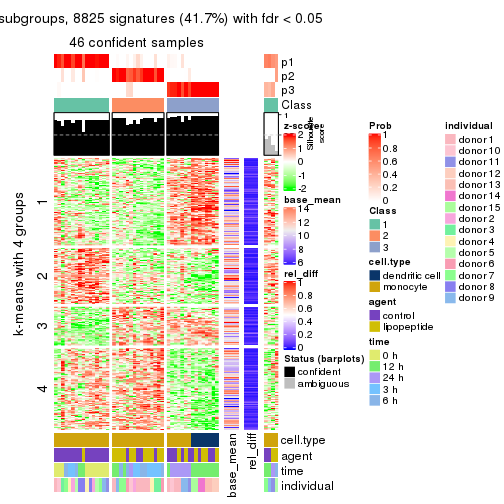 subgroups, 8825 signatures (41.7%) with fdr < 0.05
46 confident samples
p1
p2
p3
Class
1
Silhouette
score
k-means with 4 groups
1
2
3
4
z-score
2
1
0
-1
-2
base_mean
14
12
10
8
6
rel_diff
1
0.8
0.6
0.4
0.2
0
Status (barplots)
confident
ambiguous
Prob
1
0.8
0.6
0.4
0.2
0
Class
1
2
3
cell.type
dendritic cell
monocyte
agent
control
lipopeptide
time
0 h
12 h
24 h
3 h
6 h
individual
donor 1
donor 10
donor 11
donor 12
donor 13
donor 14
donor 15
donor 2
donor 3
donor 4
donor 5
donor 6
donor 7
donor 8
donor 9
cell.type
agent
time
individual
base_mean
rel_diff